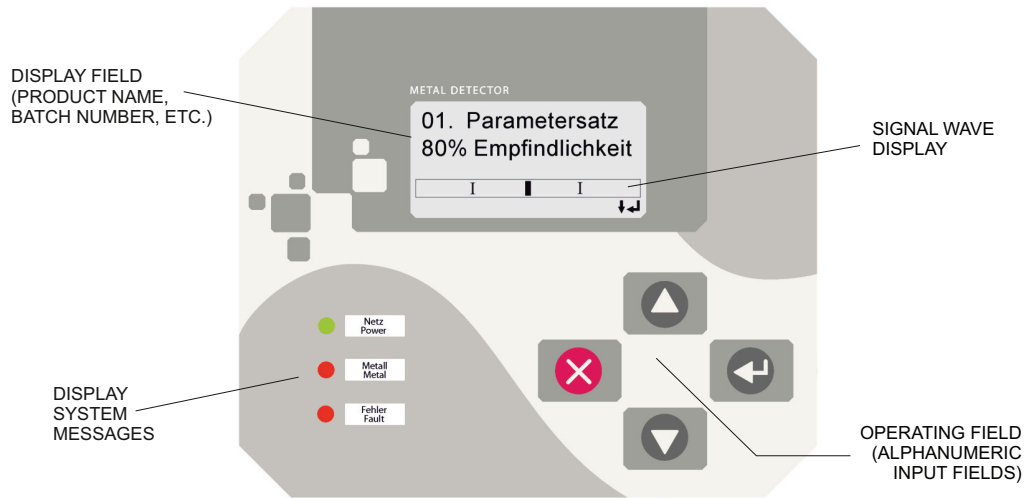 DISPLAY FIELD
(PRODUCT NAME,
BATCH NUMBER, ETC.)
METAL DETECTOR
01. Parametersatz
80% Empfindlichkeit
I I
SIGNAL WAVE
DISPLAY
Netz
Power
Metall
Metal
Fehler
Fault
DISPLAY
SYSTEM
MESSAGES
OPERATING FIELD
(ALPHANUMERIC
INPUT FIELDS)